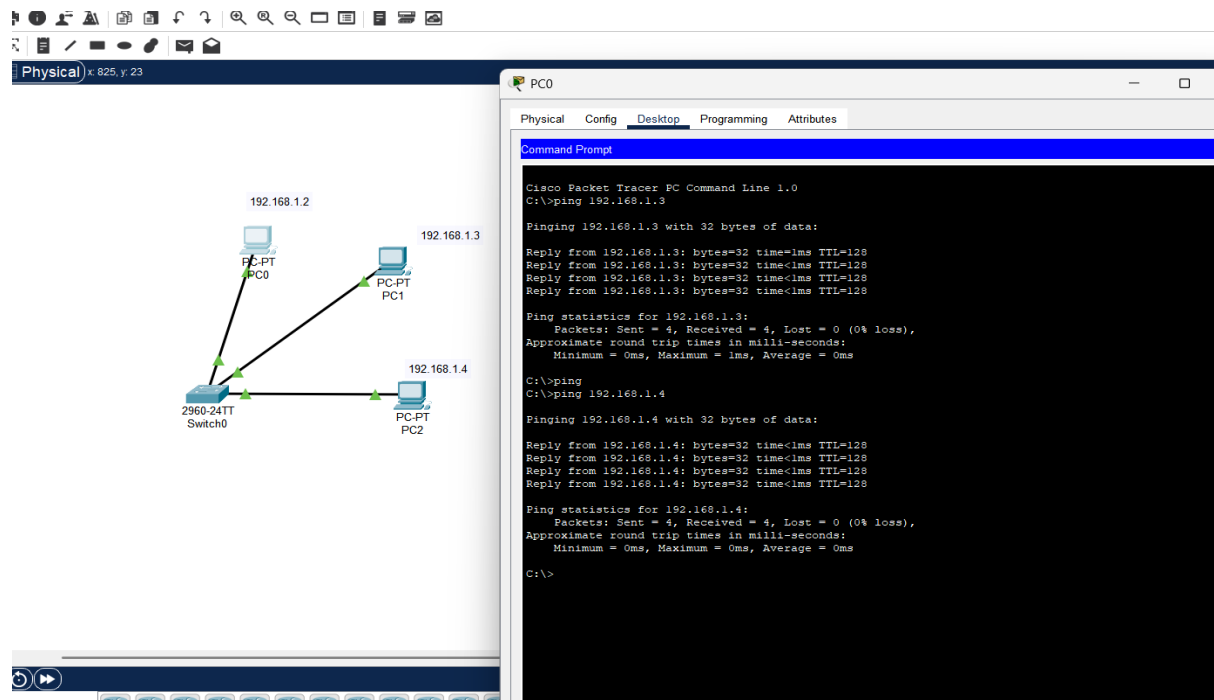 Physical x: 825, y: 23
192.168.1.2
PC-PT
PC0
192.168.1.3
PC-PT
PC1
192.168.1.4
PC-PT
PC2
2960-24TT
Switch0
PC0
Physical Config Desktop Programming Attributes
Command Prompt
Cisco Packet Tracer PC Command Line 1.0
C:\>ping 192.168.1.3
Pinging 192.168.1.3 with 32 bytes of data:
Reply from 192.168.1.3: bytes=32 time=1ms TTL=128
Reply from 192.168.1.3: bytes=32 time<1ms TTL=128
Reply from 192.168.1.3: bytes=32 time<1ms TTL=128
Reply from 192.168.1.3: bytes=32 time<1ms TTL=128
Ping statistics for 192.168.1.3:
Packets: Sent = 4, Received = 4, Lost = 0 (0% loss),
Approximate round trip times in milli-seconds:
Minimum = 0ms, Maximum = 1ms, Average = 0ms
C:\>ping
C:\>ping 192.168.1.4
Pinging 192.168.1.4 with 32 bytes of data:
Reply from 192.168.1.4: bytes=32 time<1ms TTL=128
Reply from 192.168.1.4: bytes=32 time<1ms TTL=128
Reply from 192.168.1.4: bytes=32 time<1ms TTL=128
Reply from 192.168.1.4: bytes=32 time<1ms TTL=128
Ping statistics for 192.168.1.4:
Packets: Sent = 4, Received = 4, Lost = 0 (0% loss),
Approximate round trip times in milli-seconds:
Minimum = 0ms, Maximum = 0ms, Average = 0ms
C:\>